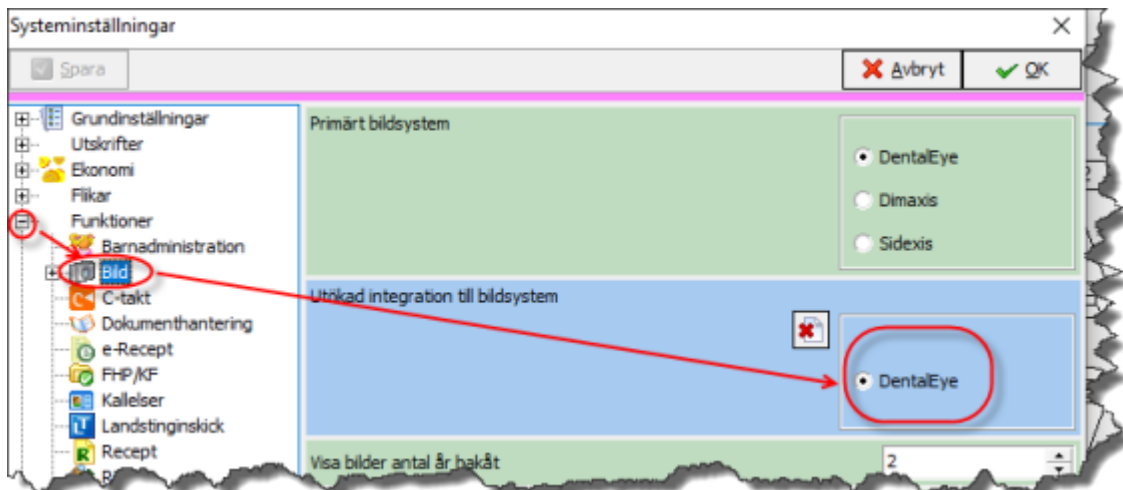 Systeminställningar
Spara
Avbryt
OK
Grundinställningar
Utskrifter
Ekonomi
Flikar
Funktioner
Barnadministration
Bild
C-takt
Dokumenthantering
e-Recept
FHP/KF
Kallelser
Landstinginskick
Recept
Primärt bildsystem
DentalEye
Dimaxis
Sidexis
Utökad integration till bildsystem
DentalEye
Visa bilder antal år bakåt
2